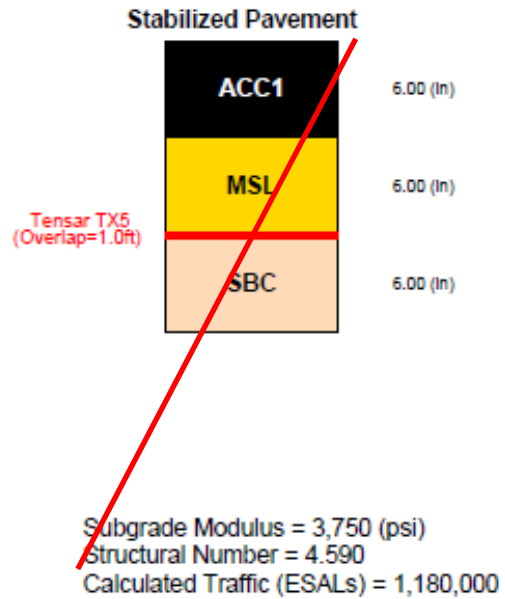 Stabilized Pavement
ACC1
6.00 (in)
MSL
6.00 (in)
Tensar TX5
(Overlap=1.0ft)
SBC
6.00 (in)
Subgrade Modulus = 3,750 (psi)
Structural Number = 4.590
Calculated Traffic (ESALs) = 1,180,000